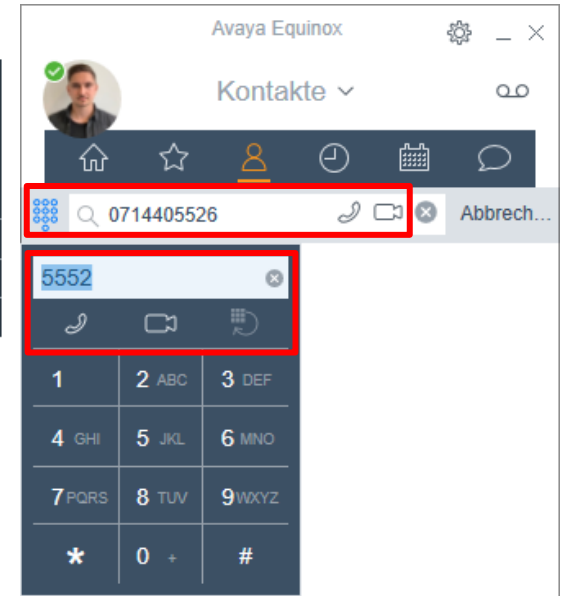 Avaya Equinox
Kontakte
0714405526
Abbrech...
5552
1 2 ABC 3 DEF
4 GHI 5 JKL 6 MNO
7 PQRS 8 TUV 9 WXYZ
* 0 + #